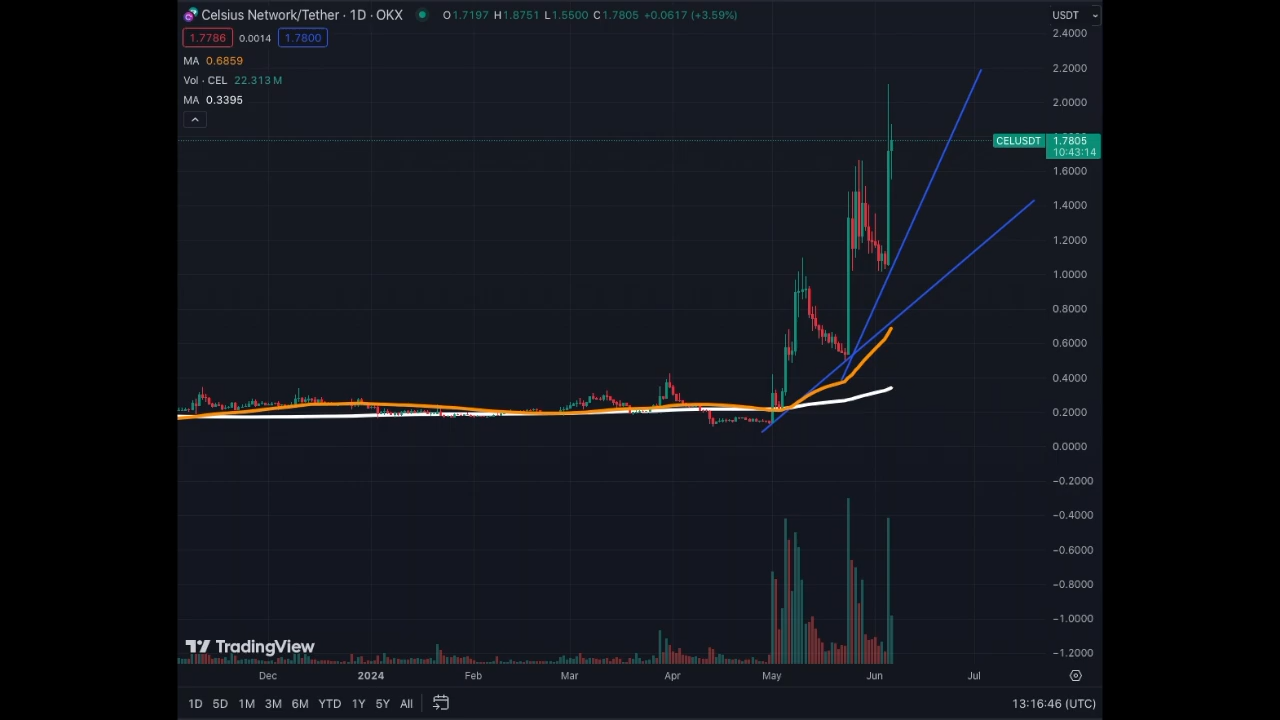 Celsius Network/Tether · 1D · OKX O1.7197 H1.8751 L1.5500 C1.7805 +0.0617 (+3.59%) USDT
1.7786 0.0014 1.7800
MA 0.6859
Vol · CEL 22.313 M
MA 0.3395
2.4000
2.2000
2.0000
CELUSDT 1.7805
10:43:14
1.6000
1.4000
1.2000
1.0000
0.8000
0.6000
0.4000
0.2000
0.0000
−0.2000
−0.4000
−0.6000
−0.8000
−1.0000
−1.2000
TradingView
Dec 2024 Feb Mar Apr May Jun Jul
1D 5D 1M 3M 6M YTD 1Y 5Y All 13:16:46 (UTC)